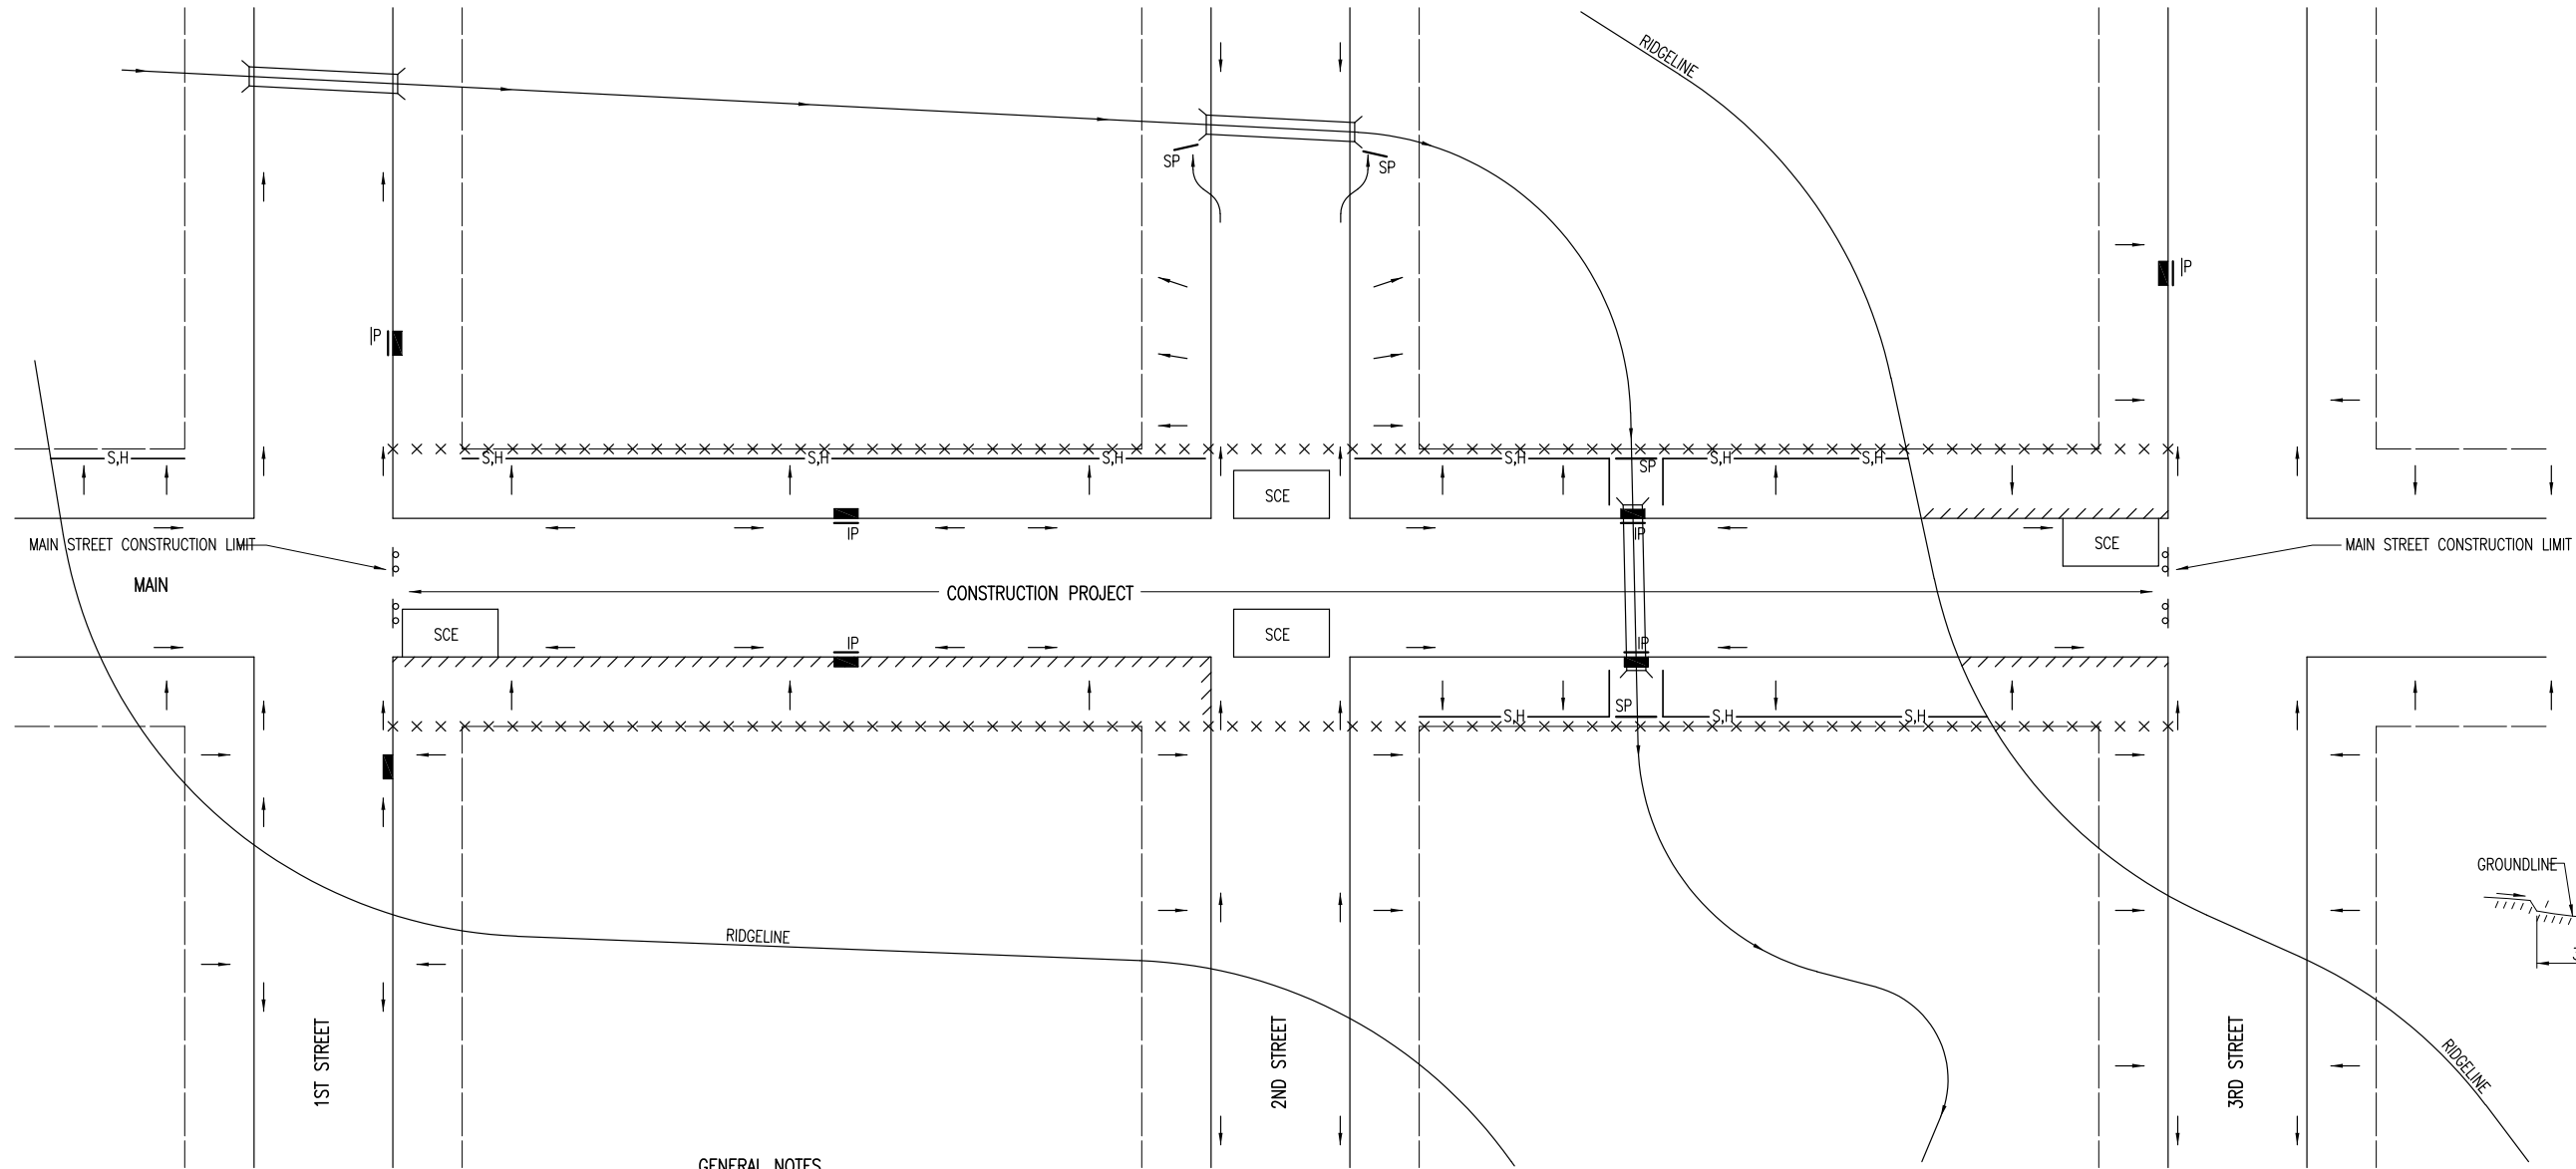 RIDGELINE
SP
SP
IP
IP
S,H
S,H
S,H
S,H
S,H
S,H
S,H
SP
SCE
IP
IP
MAIN STREET CONSTRUCTION LIMIT
SCE
MAIN STREET CONSTRUCTION LIMIT
MAIN
CONSTRUCTION PROJECT
SCE
SCE
IP
IP
SP
S,H
S,H
S,H
GROUNDLINE
RIDGELINE
1ST STREET
2ND STREET
3RD STREET
RIDGELINE
GENERAL NOTES